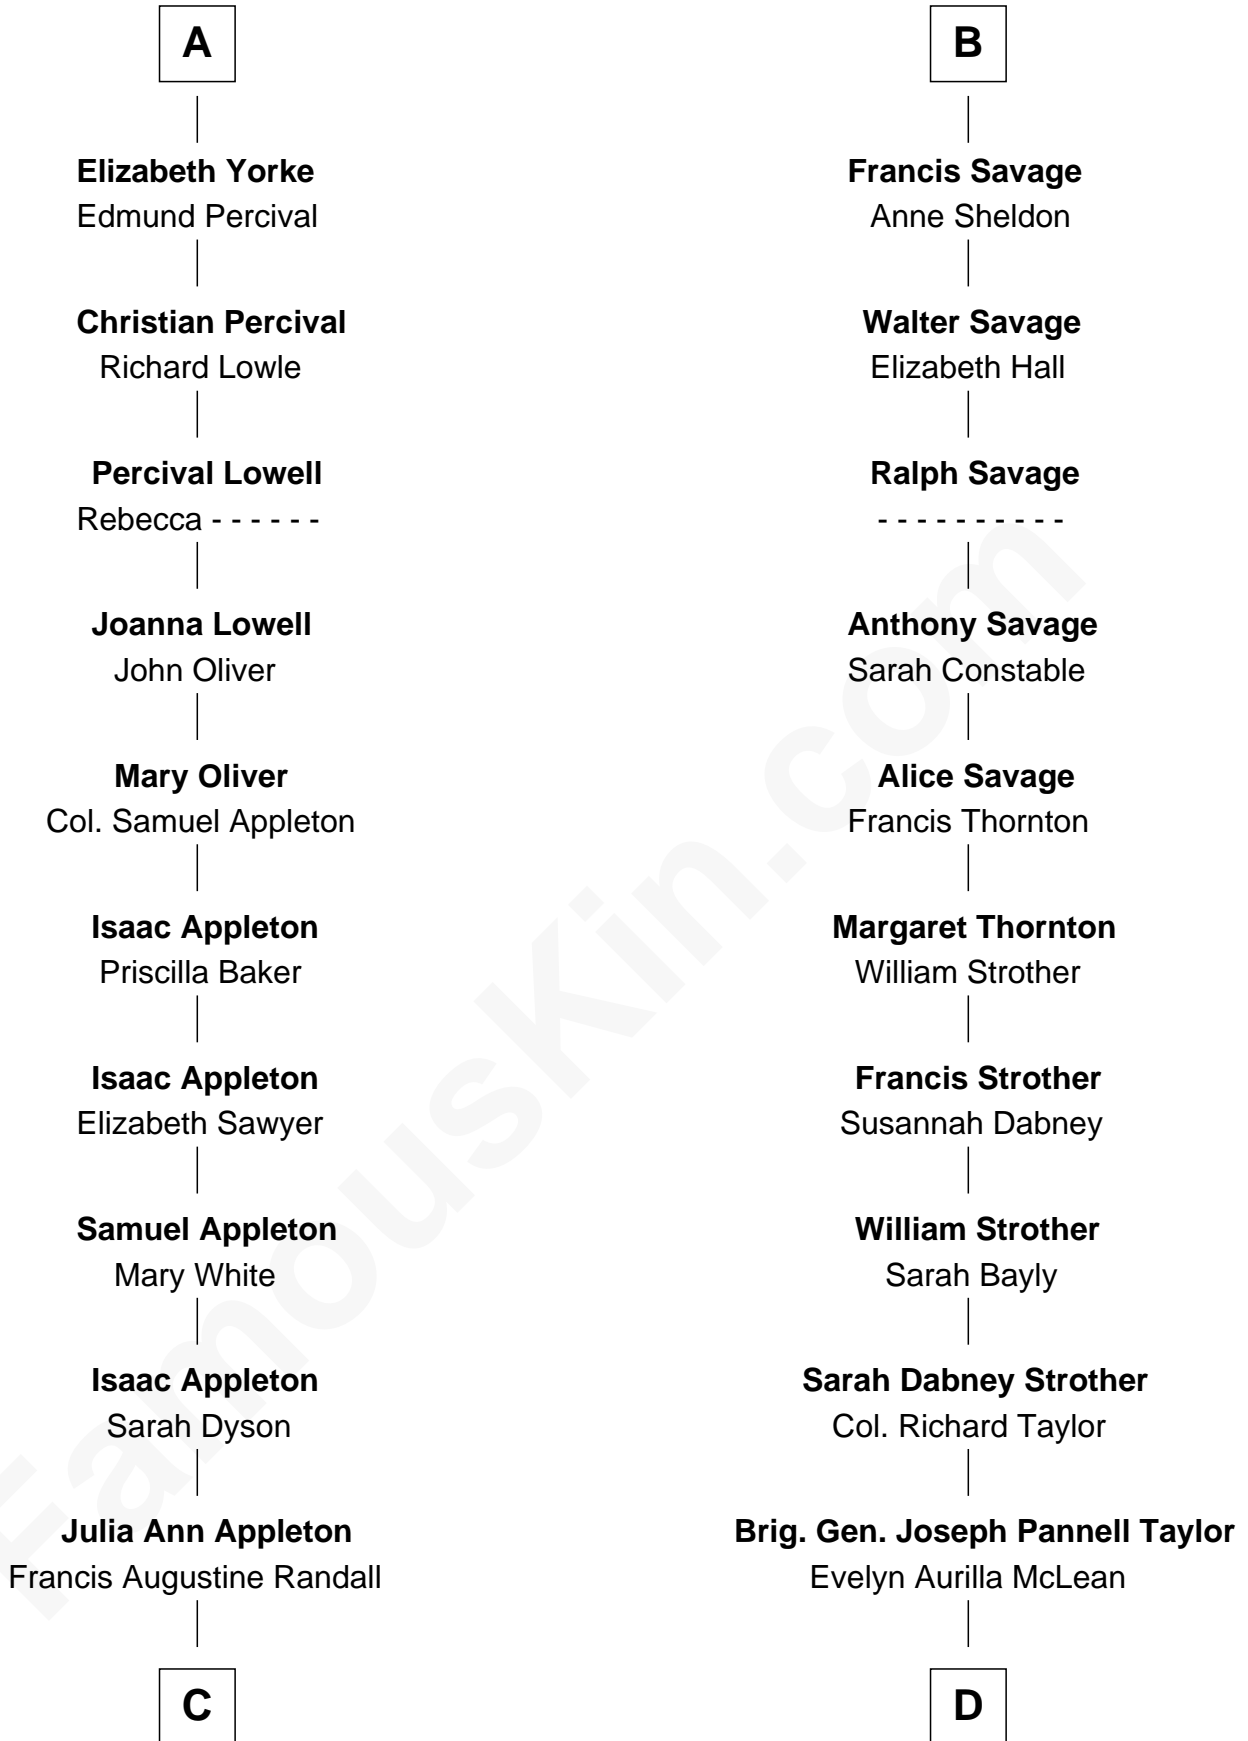 A
Elizabeth Yorke
Edmund Percival
Christian Percival
Richard Lowle
Percival Lowell
Rebecca - - - - - -
Joanna Lowell
John Oliver
Mary Oliver
Col. Samuel Appleton
Isaac Appleton
Priscilla Baker
Isaac Appleton
Elizabeth Sawyer
Samuel Appleton
Mary White
Isaac Appleton
Sarah Dyson
Julia Ann Appleton
Francis Augustine Randall
C
B
Francis Savage
Anne Sheldon
Walter Savage
Elizabeth Hall
Ralph Savage
- - - - - - - - - -
Anthony Savage
Sarah Constable
Alice Savage
Francis Thornton
Margaret Thornton
William Strother
Francis Strother
Susannah Dabney
William Strother
Sarah Bayly
Sarah Dabney Strother
Col. Richard Taylor
Brig. Gen. Joseph Pannell Taylor
Evelyn Aurilla McLean
D
FamousKin.com